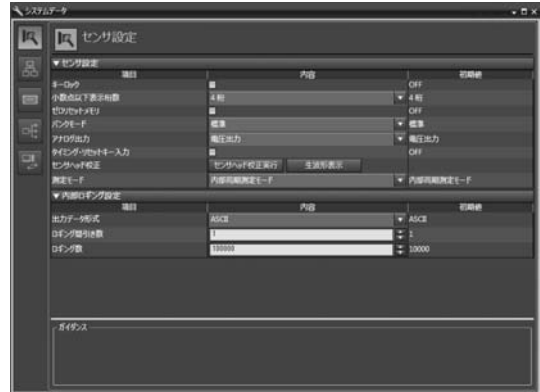 システムデータ
センサ設定
▼センサ設定
項目 内容 初期値
キーロック OFF
小数点以下表示桁数 4 桁 4 桁
ゼロリセットメモリ OFF
バンクモード 標準 標準
アナログ出力 電圧出力 電圧出力
タイミング・リセットキー入力 OFF
センサヘッド校正 センサヘッド校正実行 生波形表示
測定モード 内部同期測定モード 内部同期測定モード
▼内部ロギング設定
項目 内容 初期値
出力データ形式 ASCII ASCII
ロギング間引き数 1 1
ロギング数 100000 10000
ガイダンス